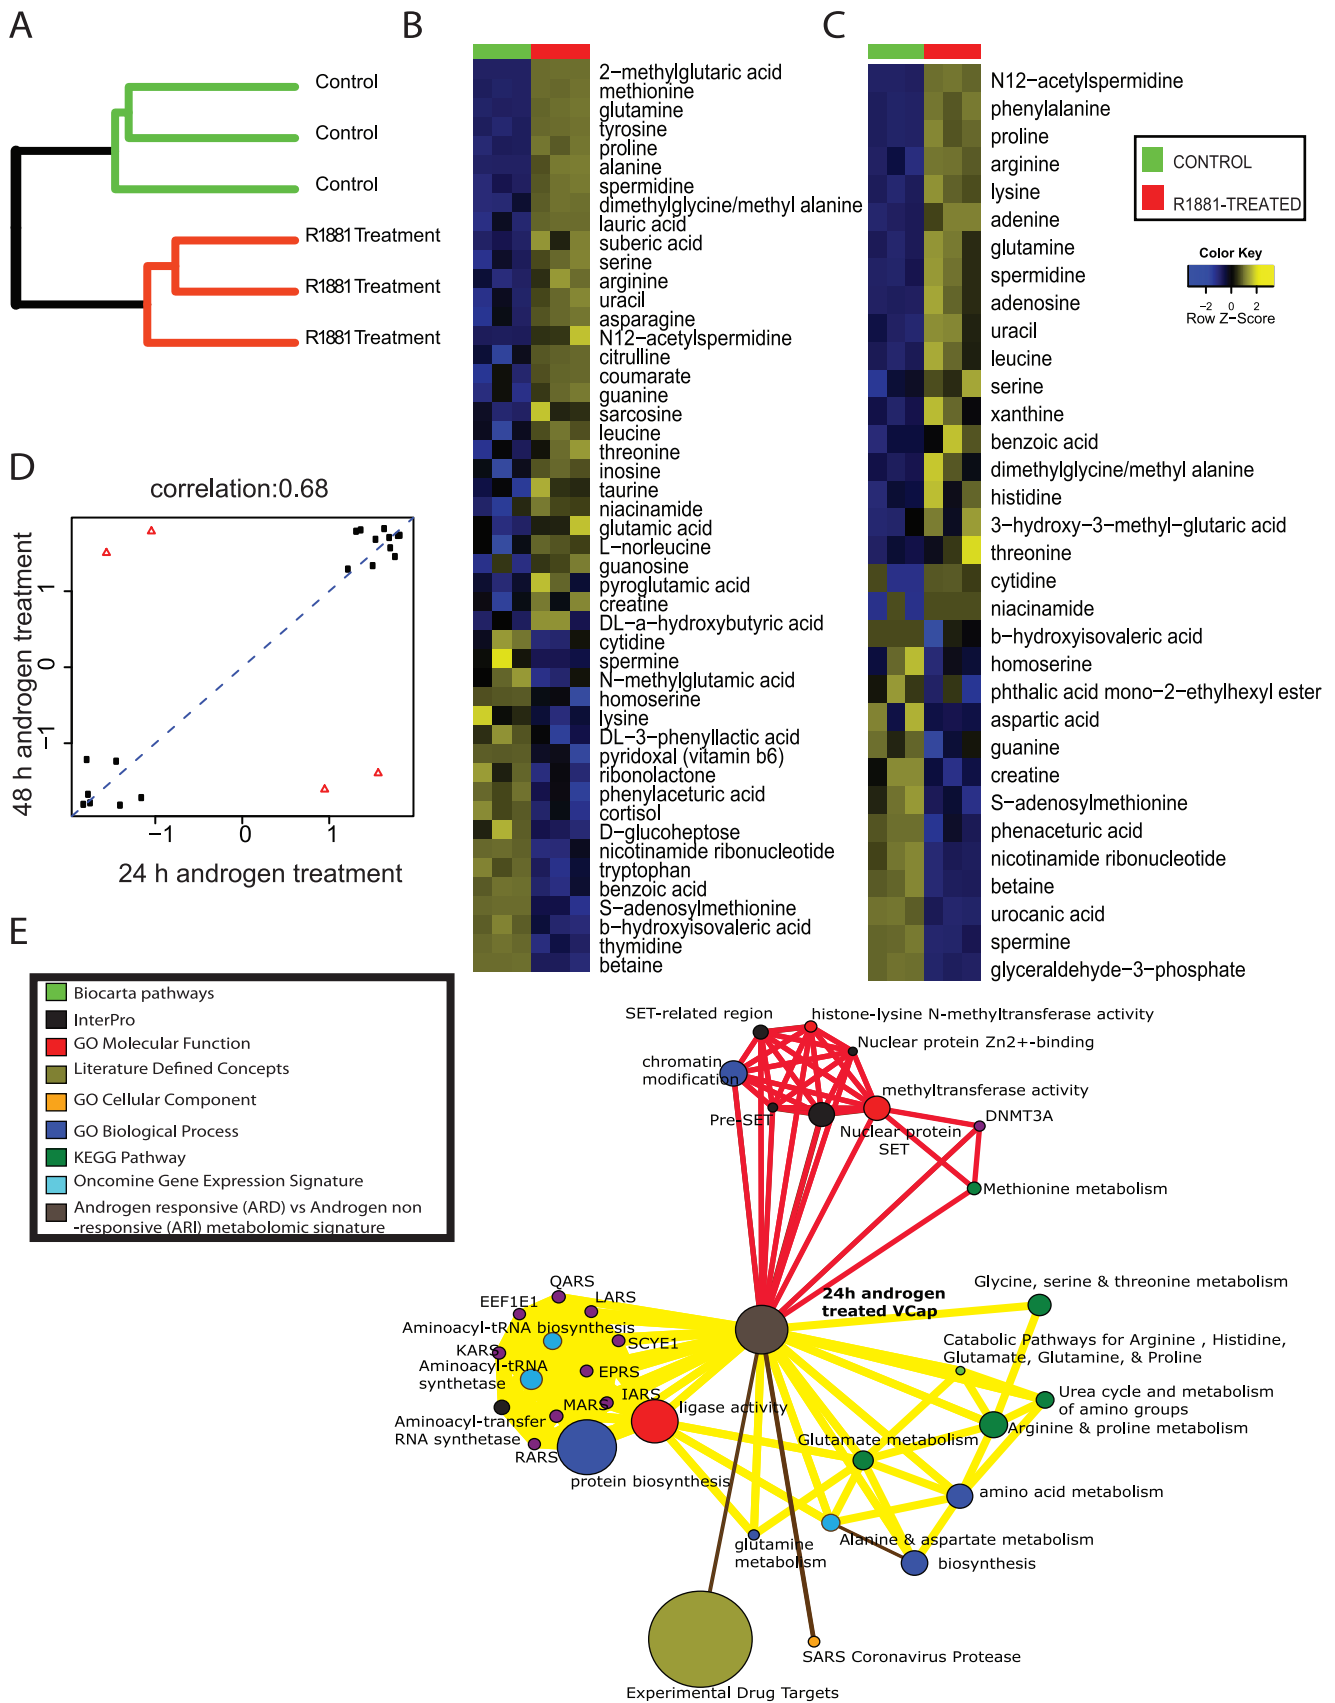 A
Control
Control
Control
R1881 Treatment
R1881 Treatment
R1881 Treatment
B
2-methylglutaric acid
methionine
glutamine
tyrosine
proline
alanine
spermidine
dimethylglycine/methyl alanine
lauric acid
suberic acid
serine
arginine
uracil
asparagine
N12-acetylspermidine
citrulline
coumarate
guanine
sarcosine
leucine
threonine
inosine
taurine
niacinamide
glutamic acid
L-norleucine
guanosine
pyroglutamic acid
creatine
DL-a-hydroxybutyric acid
cytidine
spermine
N-methylglutamic acid
homoserine
lysine
DL-3-phenyllactic acid
pyridoxal (vitamin b6)
ribonolactone
phenylaceturic acid
cortisol
D-glucoheptose
nicotinamide ribonucleotide
tryptophan
benzoic acid
S-adenosylmethionine
b-hydroxyisovaleric acid
thymidine
betaine
C
N12-acetylspermidine
phenylalanine
proline
arginine
lysine
adenine
glutamine
spermidine
adenosine
uracil
leucine
serine
xanthine
benzoic acid
dimethylglycine/methyl alanine
histidine
3-hydroxy-3-methyl-glutaric acid
threonine
cytidine
niacinamide
b-hydroxyisovaleric acid
homoserine
phthalic acid mono-2-ethylhexyl ester
aspartic acid
guanine
creatine
S-adenosylmethionine
phenaceturic acid
nicotinamide ribonucleotide
betaine
urocanic acid
spermine
glyceraldehyde-3-phosphate
CONTROL
R1881-TREATED
Color Key
-2 0 2
Row Z-Score
D
correlation:0.68
48 h androgen treatment
1
0
-1
-1 0 1
24 h androgen treatment
E
Biocarta pathways
InterPro
GO Molecular Function
Literature Defined Concepts
GO Cellular Component
GO Biological Process
KEGG Pathway
Oncomine Gene Expression Signature
Androgen responsive (ARD) vs Androgen non
-responsive (ARI) metabolomic signature
SET-related region
histone-lysine N-methyltransferase activity
Nuclear protein Zn2+-binding
chromatin
modification
methyltransferase activity
Pre-SET
Nuclear protein
SET
DNMT3A
Methionine metabolism
24h androgen
treated VCap
Glycine, serine & threonine metabolism
Catabolic Pathways for Arginine , Histidine,
Glutamate, Glutamine, & Proline
Urea cycle and metabolism
of amino groups
Arginine & proline metabolism
Glutamate metabolism
amino acid metabolism
Alanine & aspartate metabolism
biosynthesis
glutamine
metabolism
QARS
EEF1E1
LARS
Aminoacyl-tRNA biosynthesis
SCYE1
KARS
Aminoacyl-tRNA
synthetase
EPRS
IARS
MARS
ligase activity
Aminoacyl-transfer
RNA synthetase
RARS
protein biosynthesis
SARS Coronavirus Protease
Experimental Drug Targets